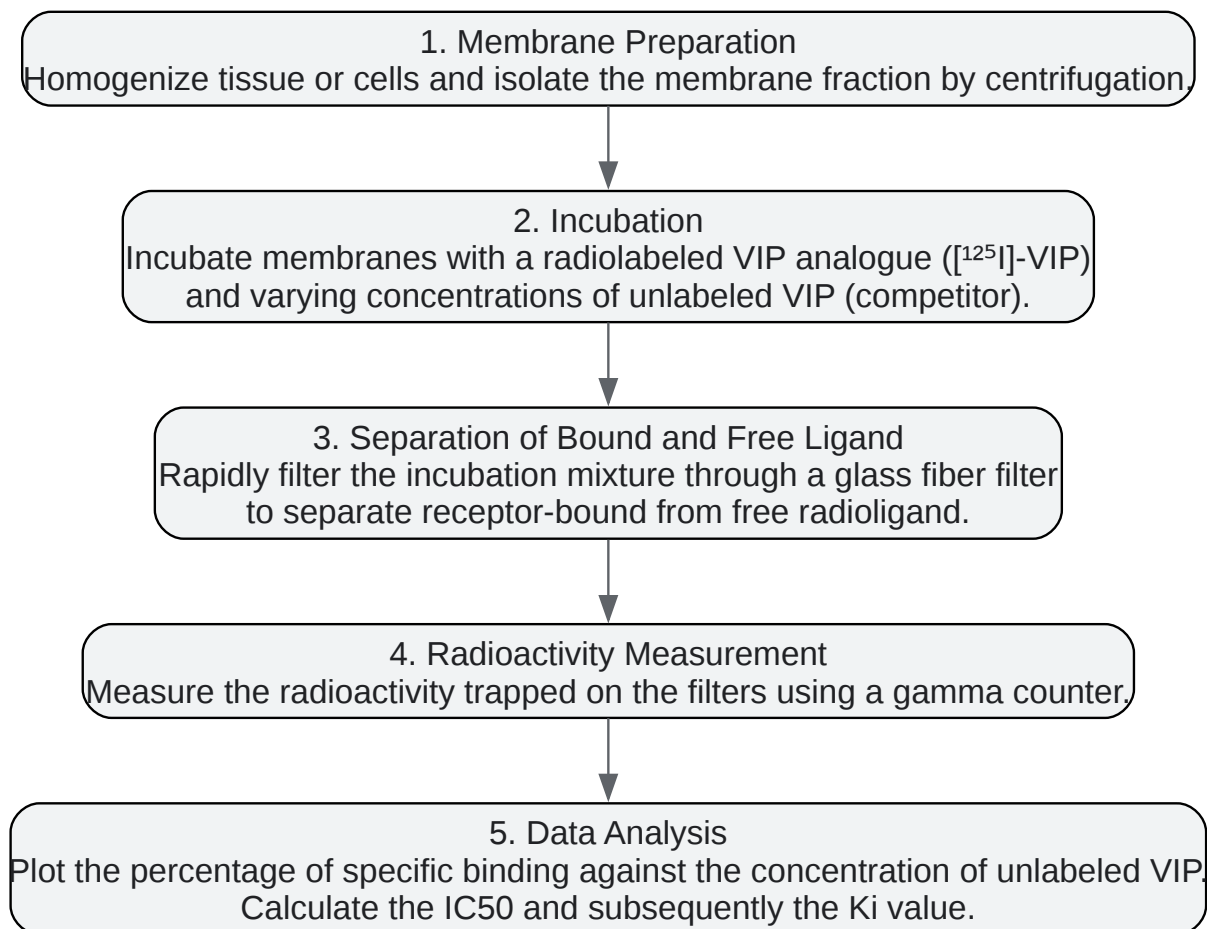 1. Membrane Preparation
Homogenize tissue or cells and isolate the membrane fraction by centrifugation.
2. Incubation
Incubate membranes with a radiolabeled VIP analogue ([¹²⁵I]-VIP)
and varying concentrations of unlabeled VIP (competitor).
3. Separation of Bound and Free Ligand
Rapidly filter the incubation mixture through a glass fiber filter
to separate receptor-bound from free radioligand.
4. Radioactivity Measurement
Measure the radioactivity trapped on the filters using a gamma counter.
5. Data Analysis
Plot the percentage of specific binding against the concentration of unlabeled VIP.
Calculate the IC50 and subsequently the Ki value.